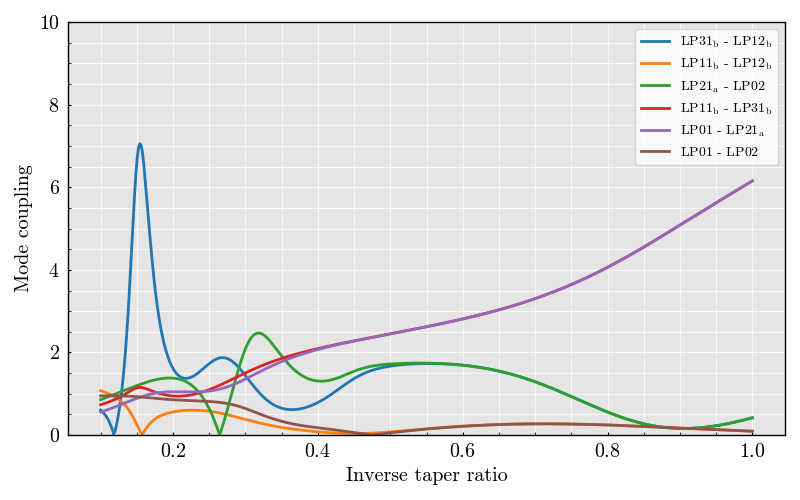 10
8
6
4
2
0
Mode coupling
LP31b - LP12b
LP11b - LP12b
LP21a - LP02
LP11b - LP31b
LP01 - LP21a
LP01 - LP02
0.2 0.4 0.6 0.8 1.0
Inverse taper ratio